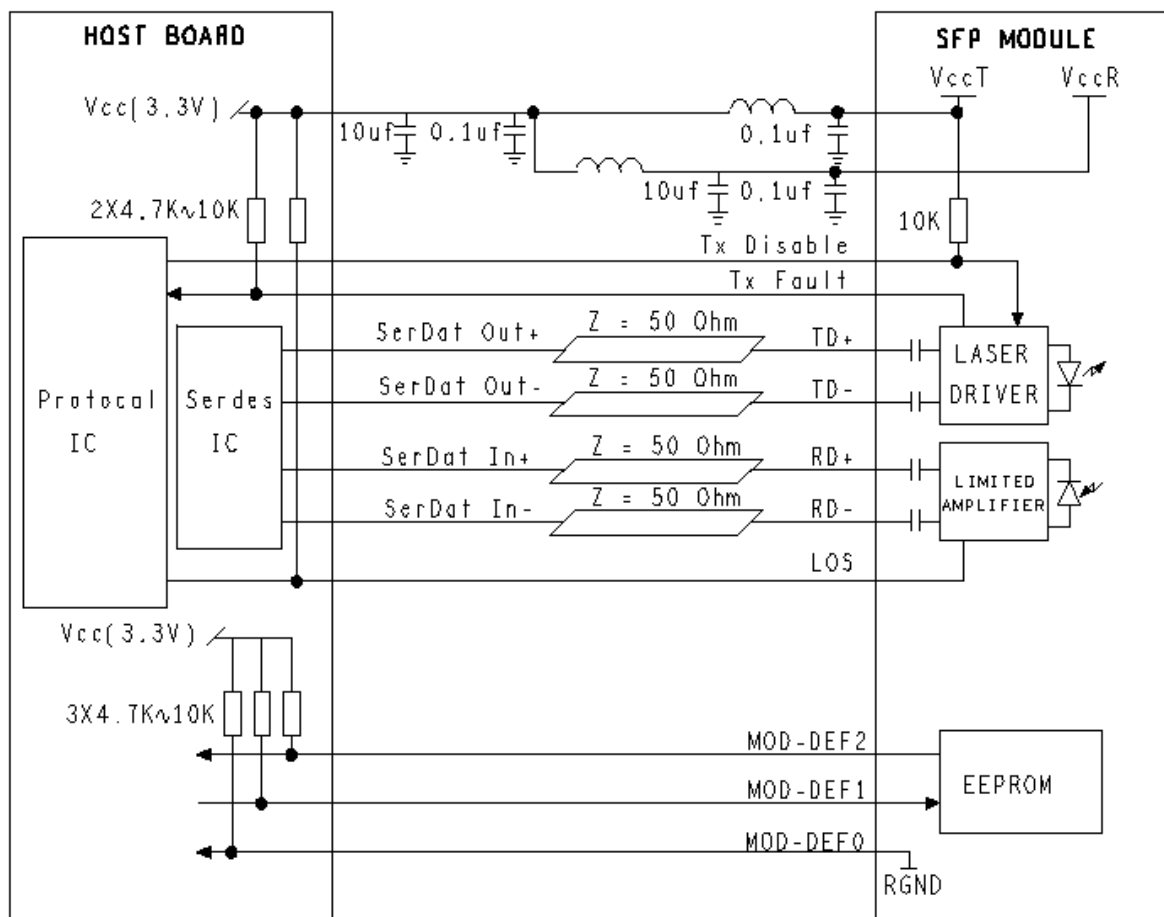 HOST BOARD
SFP MODULE
VccT
VccR
Vcc(3.3V)
10uf
0.1uf
0.1uf
10uf
0.1uf
2X4.7K∿10K
10K
Tx Disable
Tx Fault
SerDat Out+
Z = 50 Ohm
TD+
SerDat Out-
Z = 50 Ohm
TD-
LASER
DRIVER
Protocal
IC
Serdes
IC
SerDat In+
Z = 50 Ohm
RD+
SerDat In-
Z = 50 Ohm
RD-
LIMITED
AMPLIFIER
LOS
Vcc(3.3V)
3X4.7K∿10K
MOD-DEF2
MOD-DEF1
EEPROM
MOD-DEF0
RGND